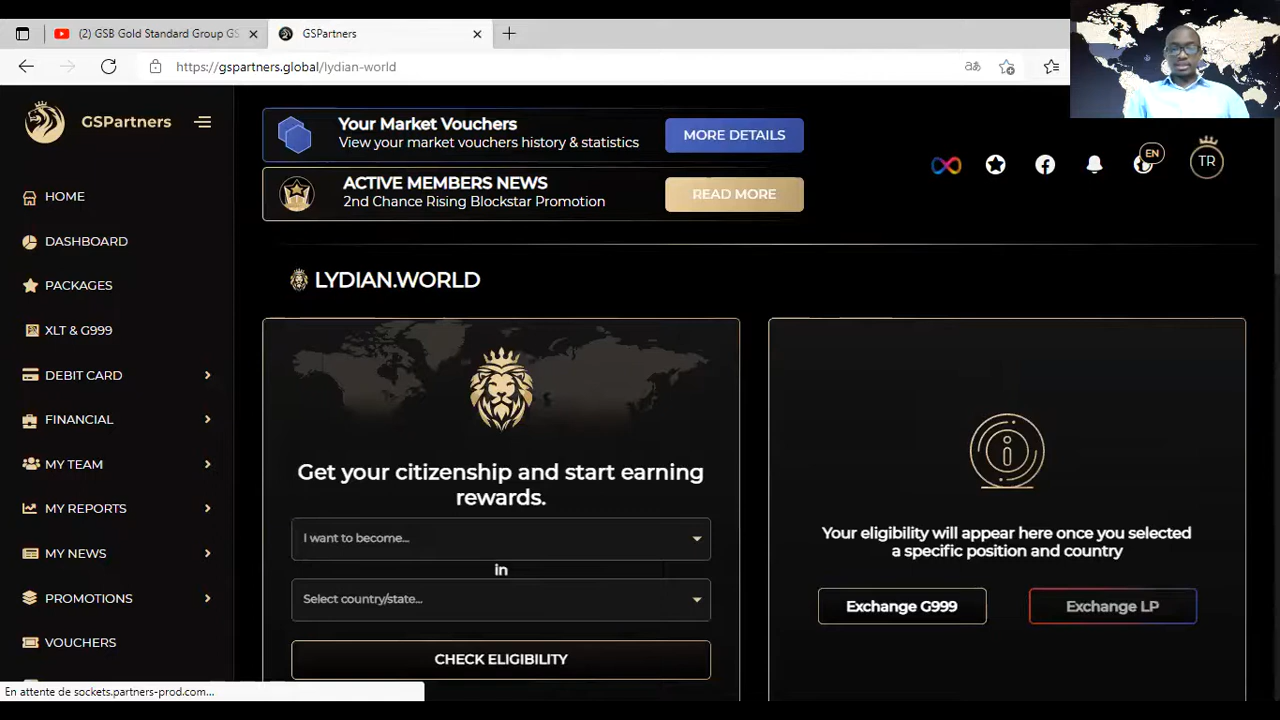 (2) GSB Gold Standard Group GS
GSPartners
https://gspartners.global/lydian-world
GSPartners
HOME
DASHBOARD
PACKAGES
XLT & G999
DEBIT CARD
FINANCIAL
MY TEAM
MY REPORTS
MY NEWS
PROMOTIONS
VOUCHERS
Your Market Vouchers
View your market vouchers history & statistics
MORE DETAILS
ACTIVE MEMBERS NEWS
2nd Chance Rising Blockstar Promotion
READ MORE
EN
TR
LYDIAN.WORLD
Get your citizenship and start earning
rewards.
I want to become...
in
Select country/state...
CHECK ELIGIBILITY
Your eligibility will appear here once you selected
a specific position and country
Exchange G999
Exchange LP
En attente de sockets.partners-prod.com...